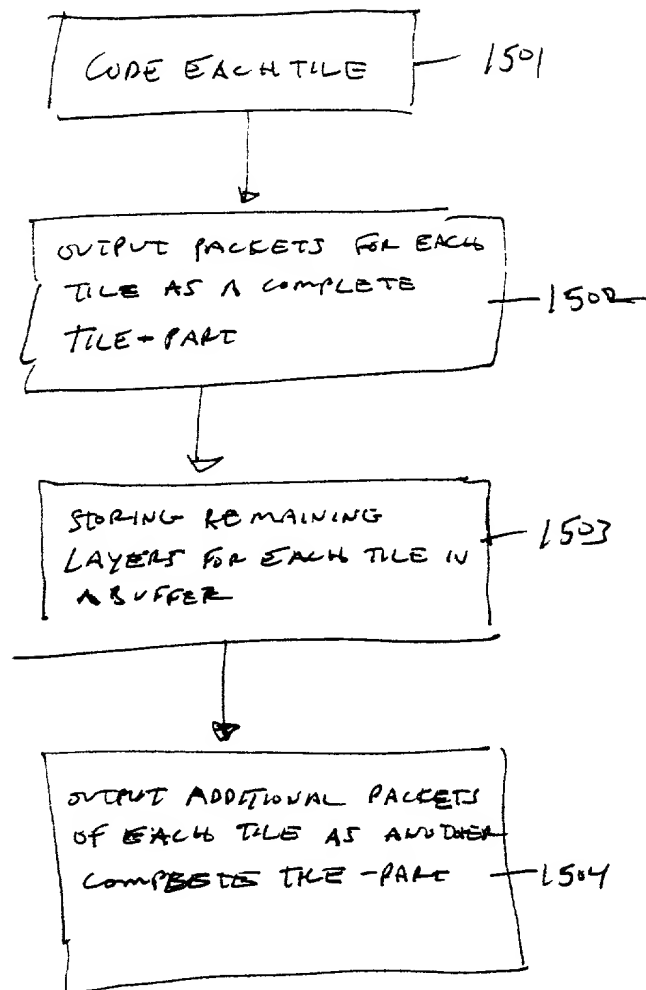 CODE EACH TILE
1501
OUTPUT PACKETS FOR EACH
TILE AS A COMPLETE
TILE-PART
1502
STORING REMAINING
LAYERS FOR EACH TILE IN
A BUFFER
1503
OUTPUT ADDITIONAL PACKETS
OF EACH TILE AS ANOTHER
COMPLETE TILE-PART
1504